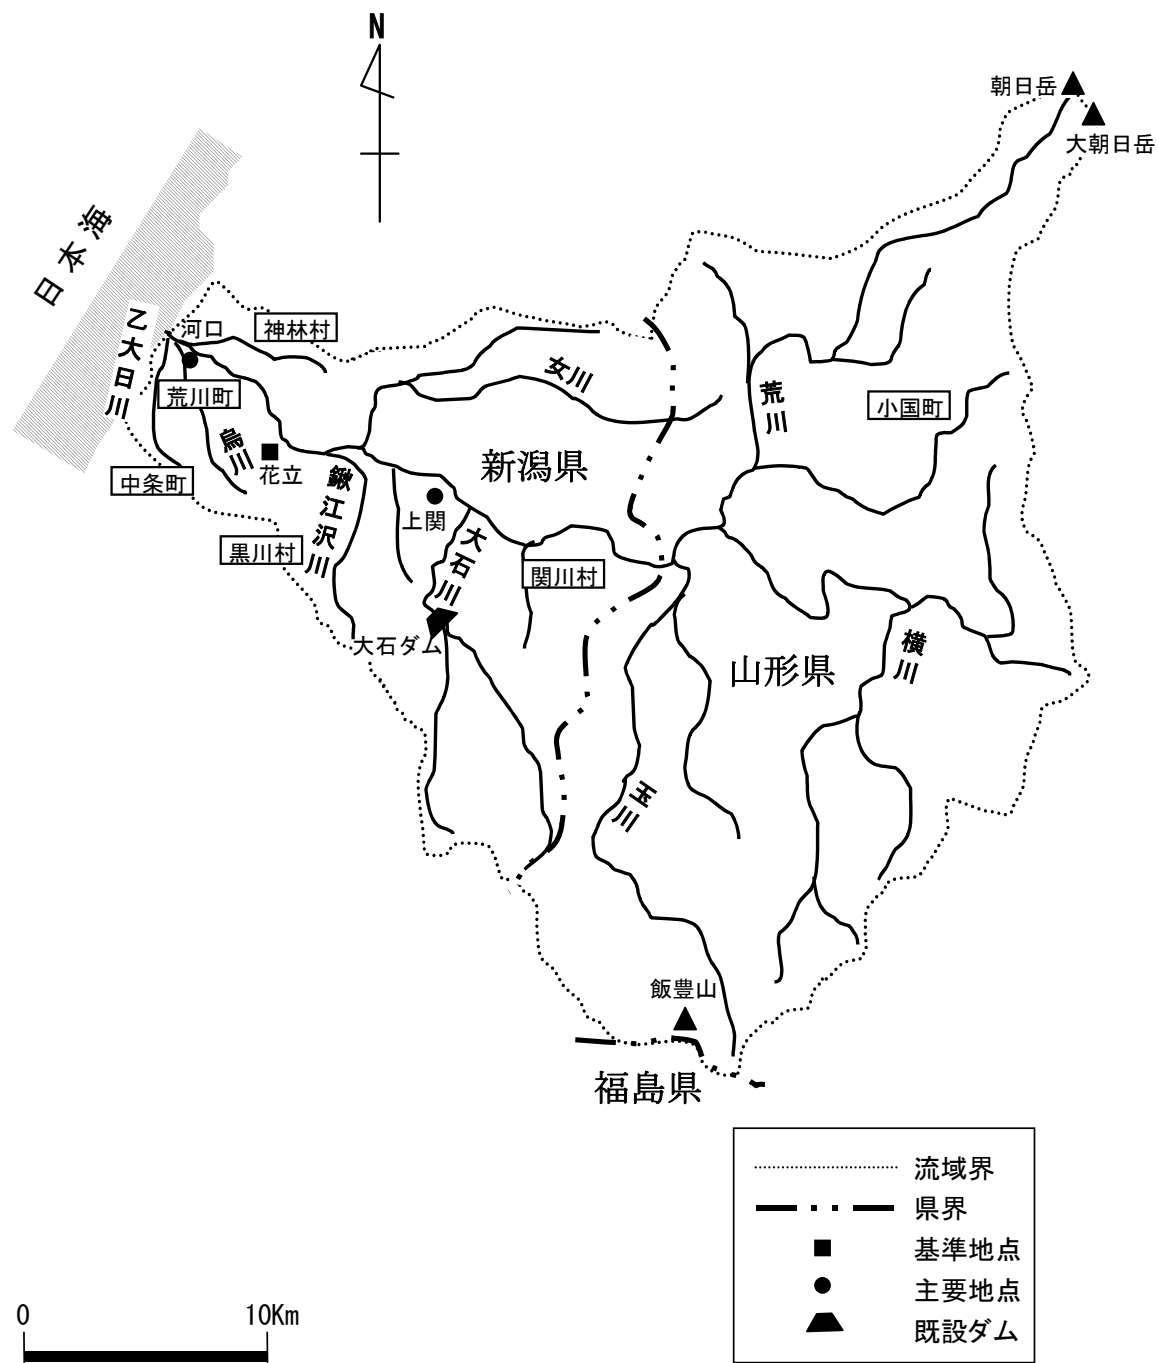 N
朝日岳
大朝日岳
日本海
河口
神林村
乙大日川
荒川町
女川
荒川
小国町
烏川
花立
中条町
鍬江沢川
新潟県
上関
大石川
黒川村
関川村
大石ダム
山形県
横川
玉川
飯豊山
福島県
流域界
県界
基準地点
主要地点
既設ダム
0 10Km